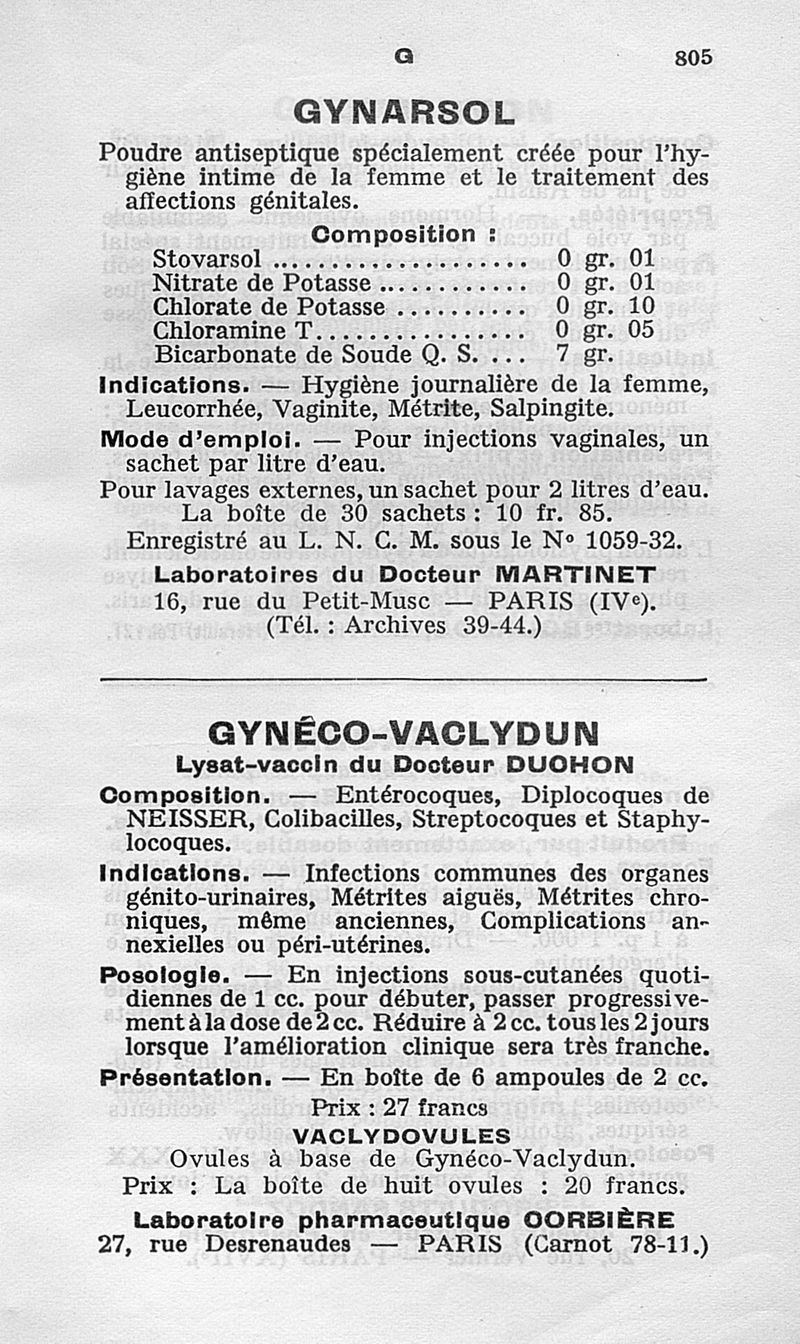 G 805
GYNARSOL
Poudre antiseptique spécialement créée pour l'hy-
giène intime de la femme et le traitement des
affections génitales.
Composition :
Stovarsol ..................... 0 gr. 01
Nitrate de Potasse ............. 0 gr. 01
Chlorate de Potasse ........... 0 gr. 10
Chloramine T.................. 0 gr. 05
Bicarbonate de Soude Q. S. ... 7 gr.
Indications. — Hygiène journalière de la femme,
Leucorrhée, Vaginite, Métrite, Salpingite.
Mode d'emploi. — Pour injections vaginales, un
sachet par litre d'eau.
Pour lavages externes, un sachet pour 2 litres d'eau.
La boîte de 30 sachets : 10 fr. 85.
Enregistré au L. N. C. M. sous le Nº 1059-32.
Laboratoires du Docteur MARTINET
16, rue du Petit-Musc — PARIS (IVe).
(Tél. : Archives 39-44.)
GYNÉCO-VACLYDUN
Lysat-vaccin du Docteur DUCHON
Composition. — Entérocoques, Diplocoques de
NEISSER, Colibacilles, Streptocoques et Staphy-
locoques.
Indications. — Infections communes des organes
génito-urinaires, Métrites aiguës, Métrites chro-
niques, même anciennes, Complications an-
nexielles ou péri-utérines.
Posologie. — En injections sous-cutanées quoti-
diennes de 1 cc. pour débuter, passer progressive-
ment à la dose de 2 cc. Réduire à 2 cc. tous les 2 jours
lorsque l'amélioration clinique sera très franche.
Présentation. — En boîte de 6 ampoules de 2 cc.
Prix : 27 francs
VACLYDOVULES
Ovules à base de Gynéco-Vaclydun.
Prix : La boîte de huit ovules : 20 francs.
Laboratoire pharmaceutique CORBIÈRE
27, rue Desrenaudes — PARIS (Carnot 78-11.)